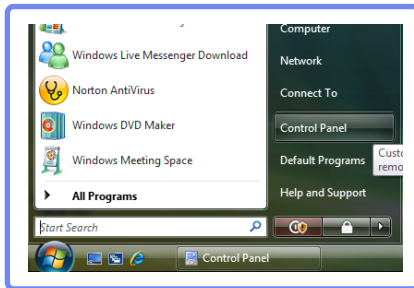 Windows Live Messenger Download
Norton AntiVirus
Windows DVD Maker
Windows Meeting Space
All Programs
Start Search
Computer
Network
Connect To
Control Panel
Default Programs
Help and Support
Custo
remo
Control Panel